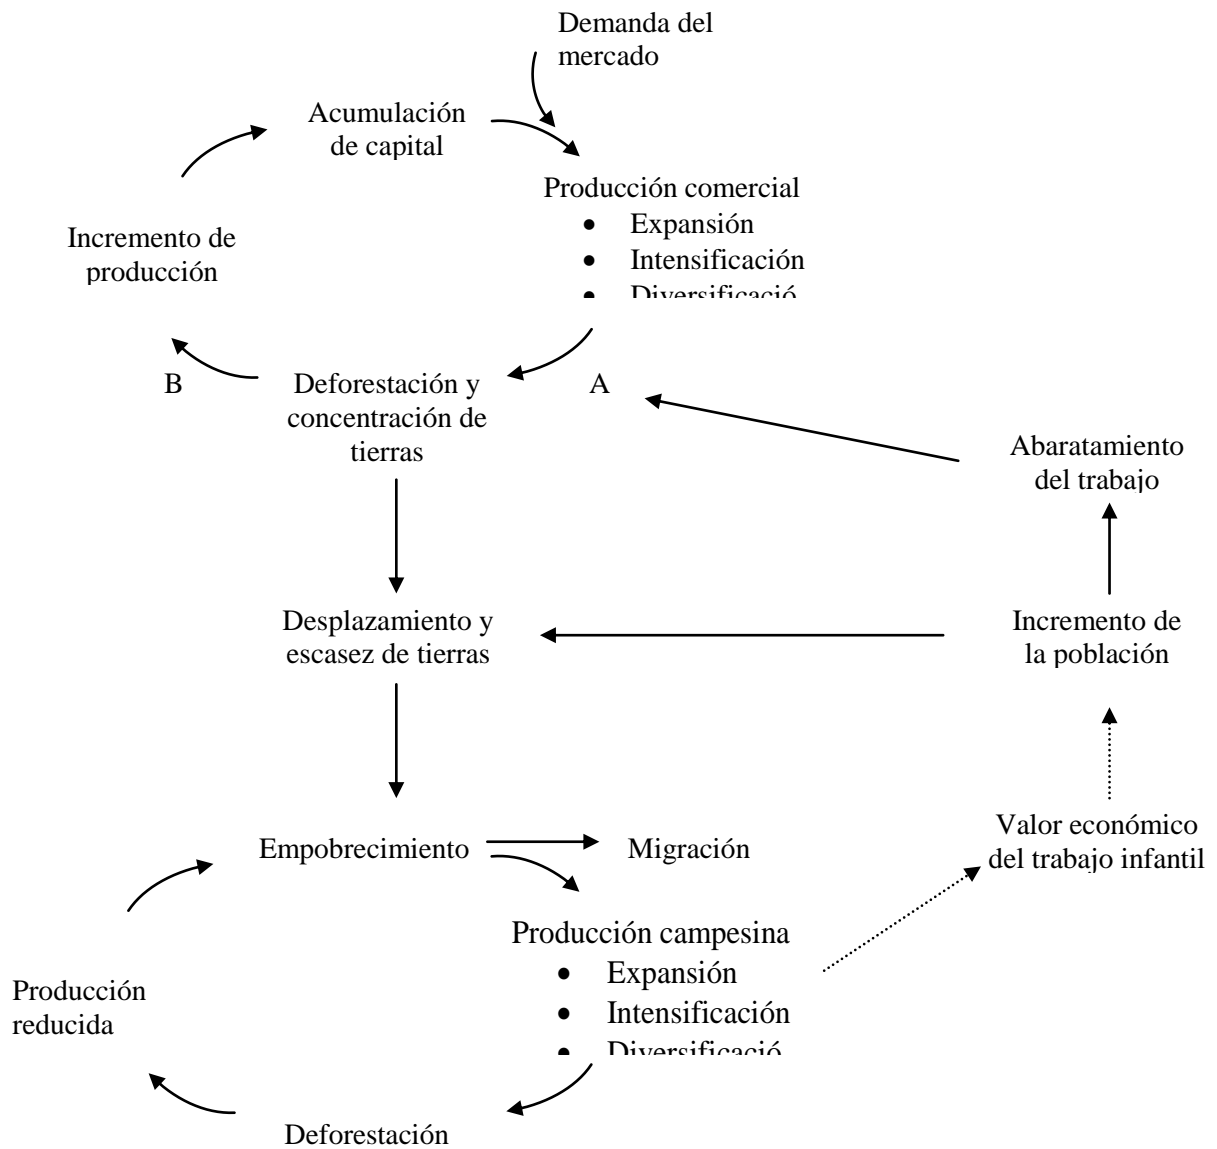 Demanda del
mercado
Acumulación
de capital
Producción comercial
• Expansión
• Intensificación
• Diversificació
Incremento de
producción
B
Deforestación y
concentración de
tierras
A
Abaratamiento
del trabajo
Desplazamiento y
escasez de tierras
Incremento de
la población
Empobrecimiento
Migración
Valor económico
del trabajo infantil
Producción campesina
• Expansión
• Intensificación
• Diversificació
Producción
reducida
Deforestación